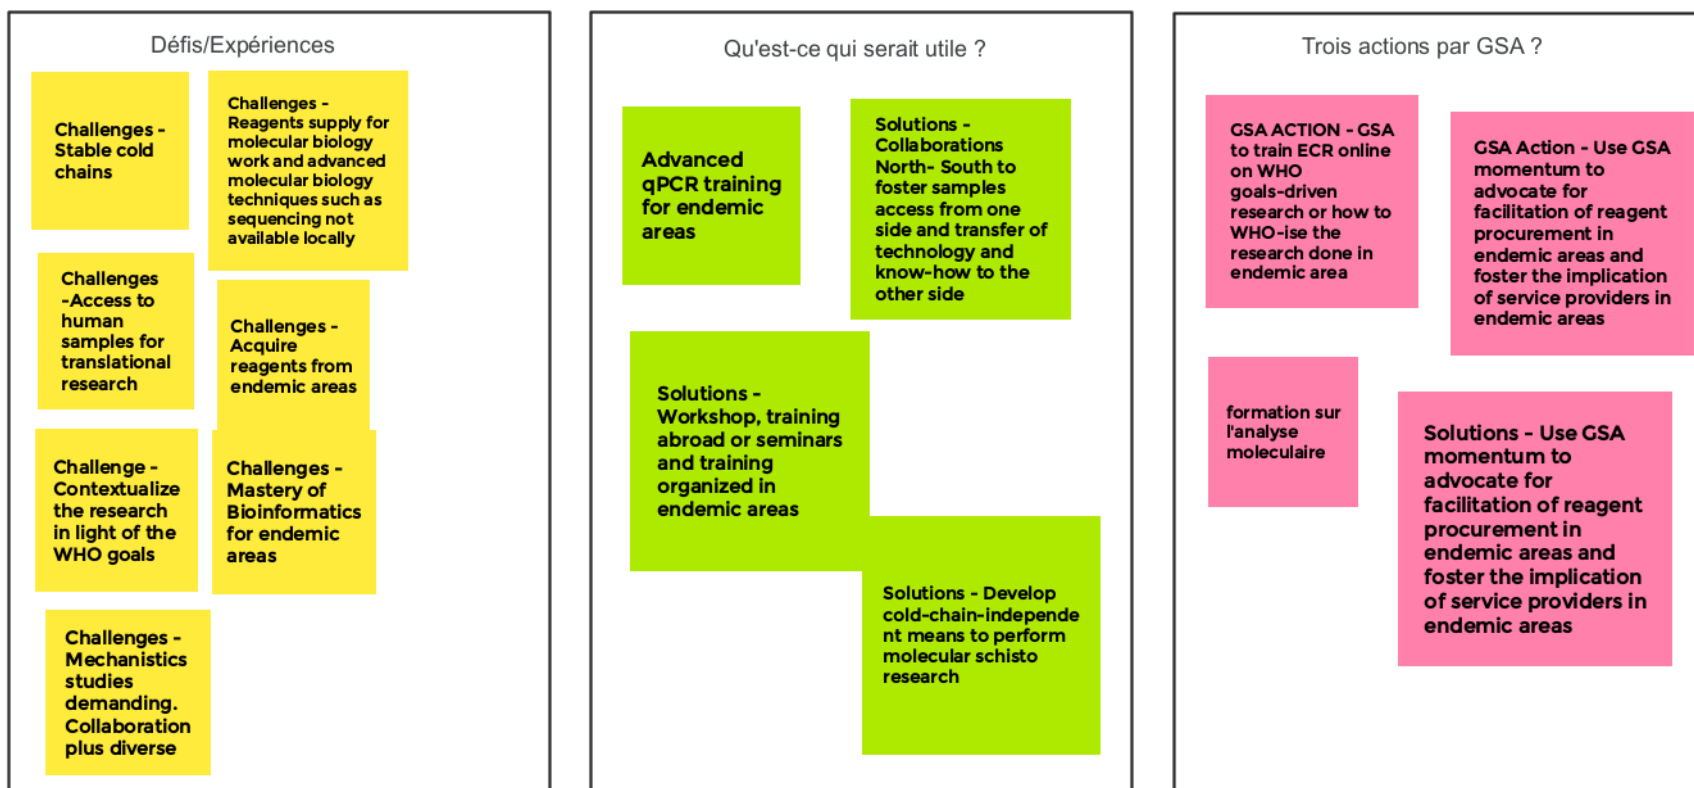 Défis/Expériences
Challenges -
Stable cold
chains
Challenges -
Reagents supply for
molecular biology
work and advanced
molecular biology
techniques such as
sequencing not
available locally
Challenges
-Access to
human
samples for
translational
research
Challenges -
Acquire
reagents from
endemic areas
Challenge -
Contextualize
the research
in light of the
WHO goals
Challenges -
Mastery of
Bioinformatics
for endemic
areas
Challenges -
Mechanistics
studies
demanding.
Collaboration
plus diverse
Qu'est-ce qui serait utile ?
Advanced
qPCR training
for endemic
areas
Solutions -
Collaborations
North- South to
foster samples
access from one
side and transfer of
technology and
know-how to the
other side
Solutions -
Workshop, training
abroad or seminars
and training
organized in
endemic areas
Solutions - Develop
cold-chain-independe
nt means to perform
molecular schisto
research
Trois actions par GSA ?
GSA ACTION - GSA
to train ECR online
on WHO
goals-driven
research or how to
WHO-ise the
research done in
endemic area
GSA Action - Use GSA
momentum to
advocate for
facilitation of reagent
procurement in
endemic areas and
foster the implication
of service providers in
endemic areas
formation sur
l'analyse
moleculaire
Solutions - Use GSA
momentum to
advocate for
facilitation of reagent
procurement in
endemic areas and
foster the implication
of service providers in
endemic areas